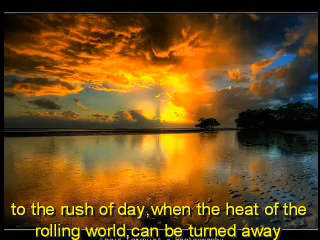 to the rush of day,when the heat of the
rolling world,can be turned away